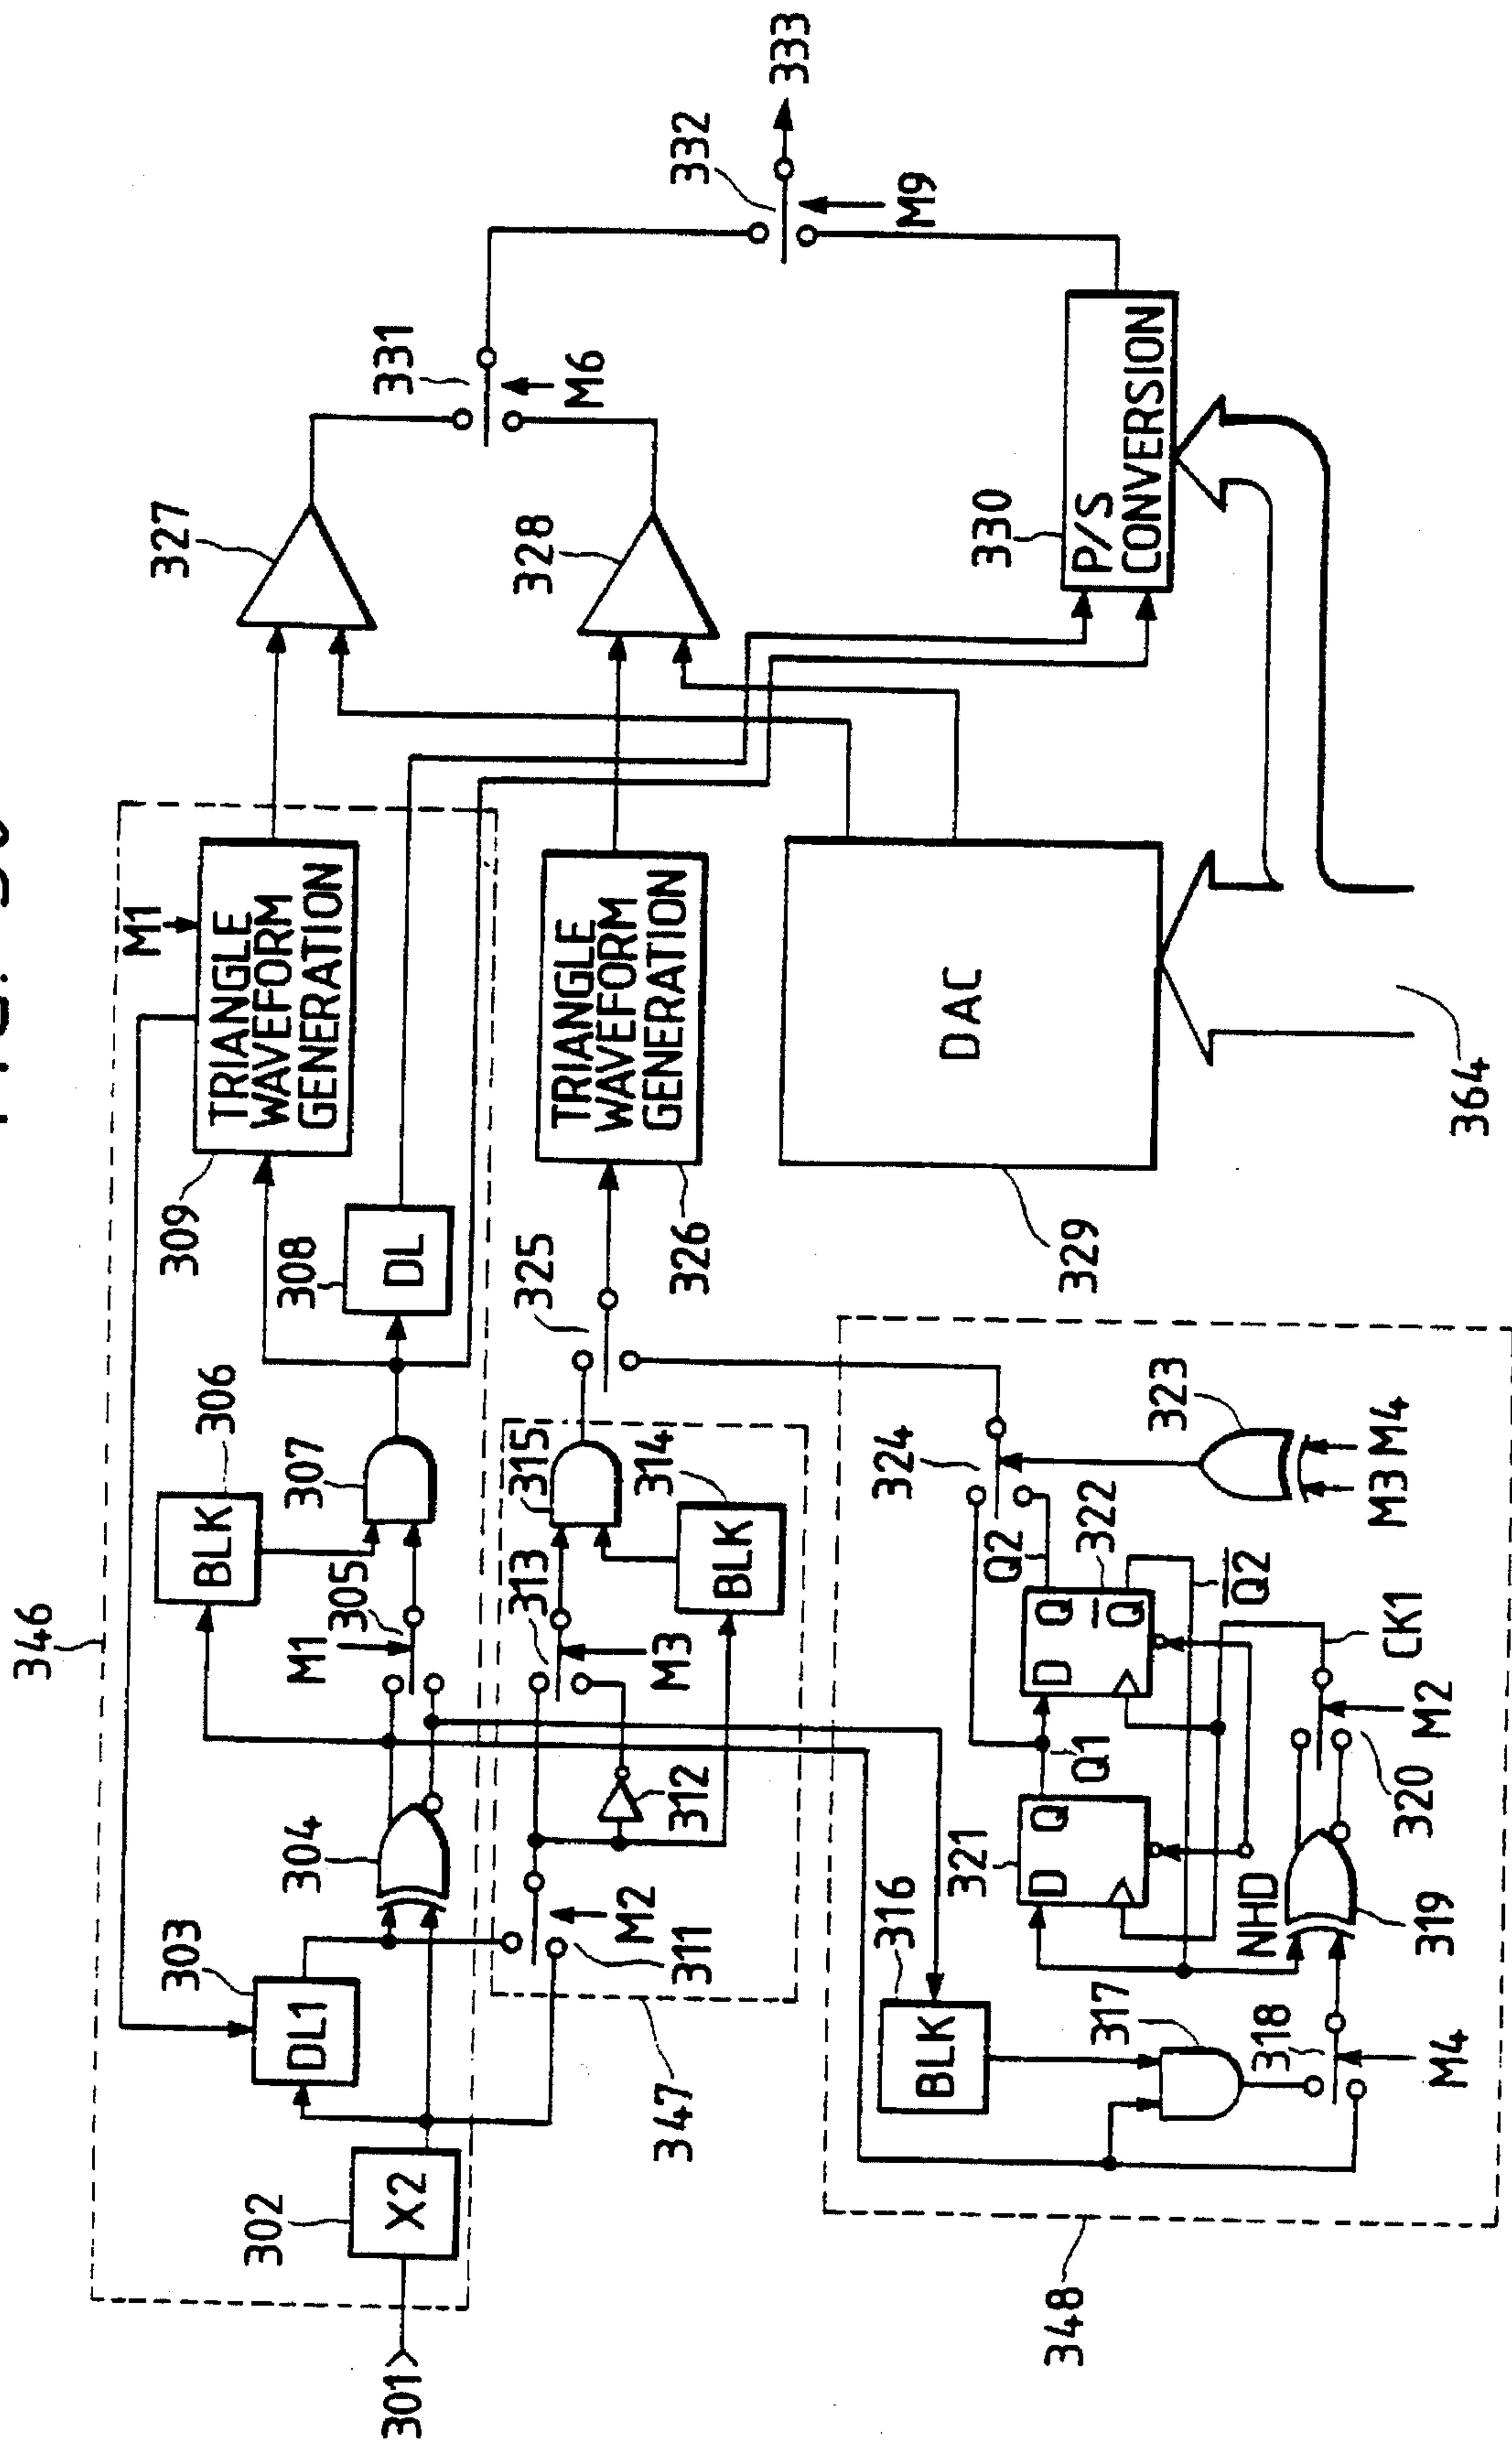 346
M1
303
DL1
304
306
BLK
M1
305
307
309
TRIANGLE
WAVEFORM
GENERATION
308
DL
327
331
M6
332
333
M9
301
302
X2
347
311
M2
312
313
M3
315
314
BLK
325
326
TRIANGLE
WAVEFORM
GENERATION
328
329
DAC
330
P/S
CONVERSION
364
348
316
BLK
317
318
M4
321
D
Q
Q1
NHD
319
320
M2
CK1
322
D
Q
Q̅
Q2
Q̅2̅
324
323
M3
M4